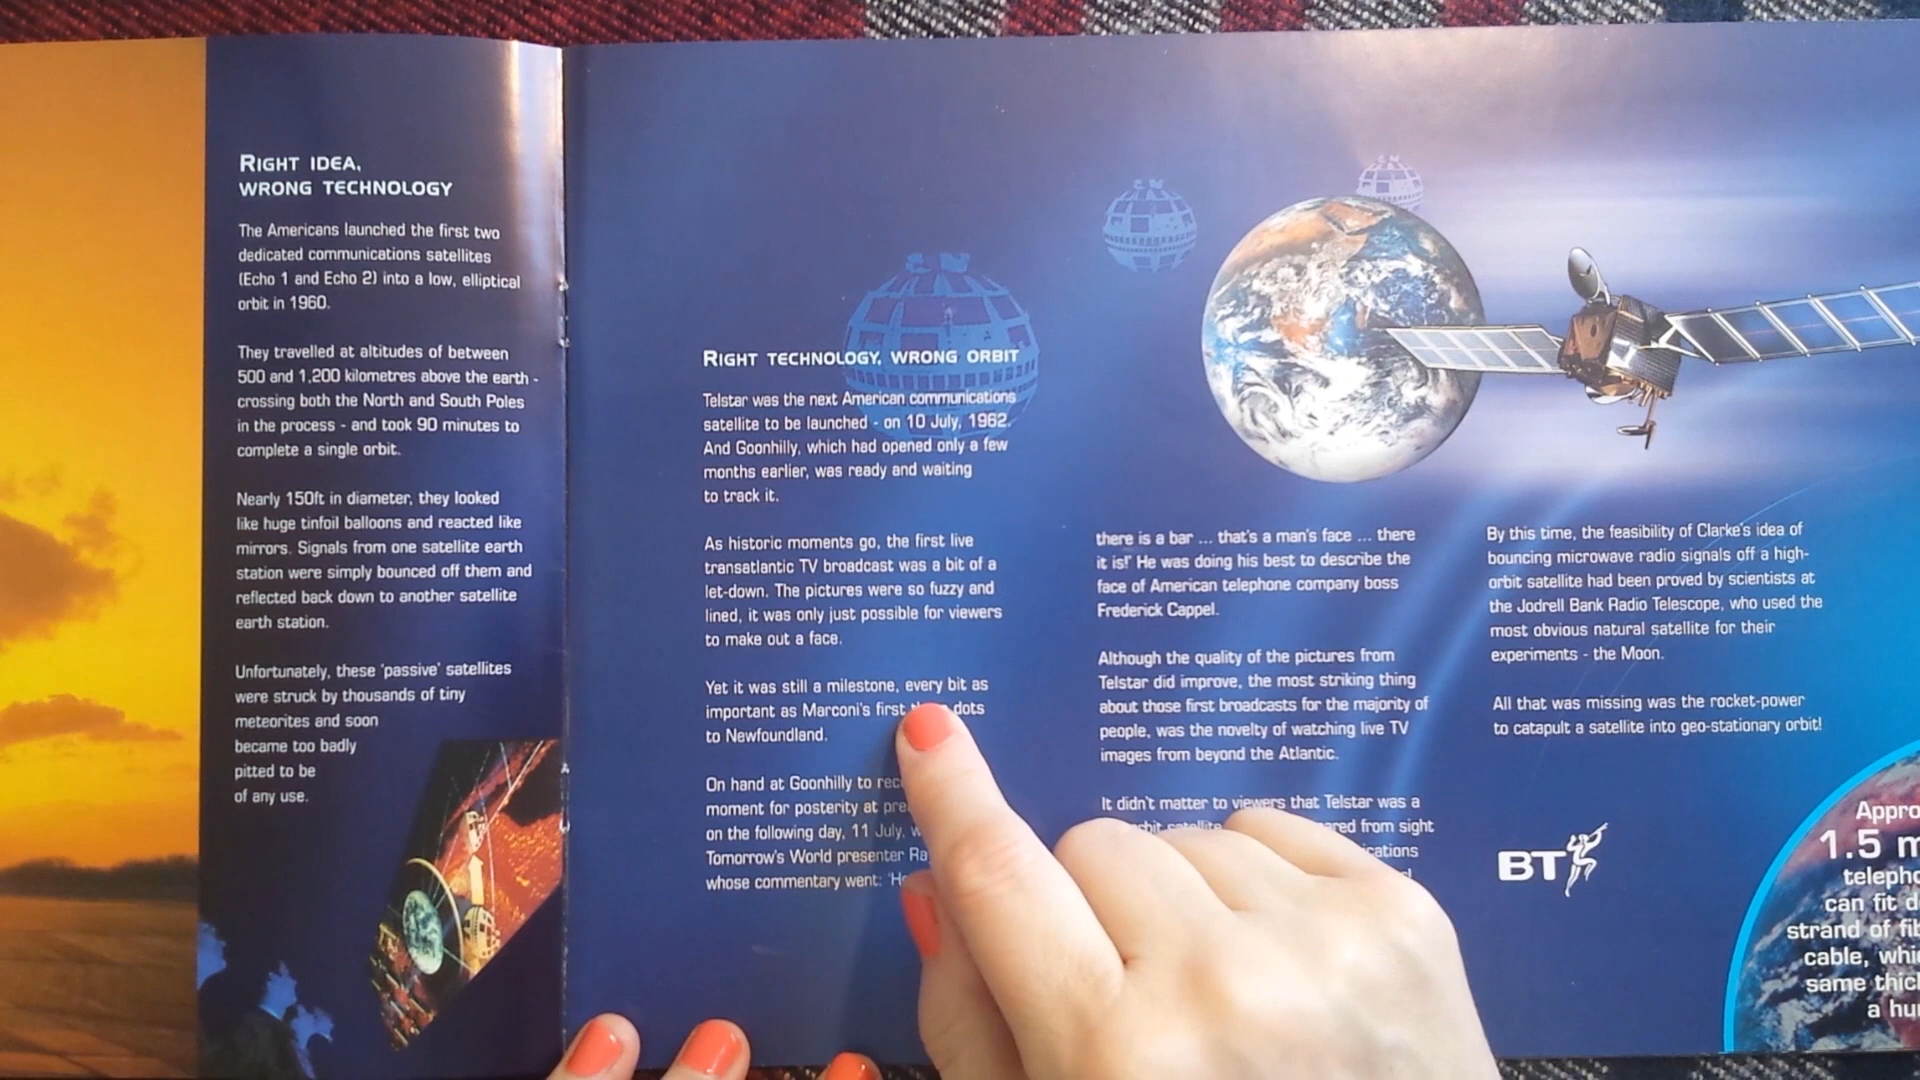 RIGHT IDEA,
WRONG TECHNOLOGY
The Americans launched the first two
dedicated communications satellites
(Echo 1 and Echo 2) into a low, elliptical
orbit in 1960.
They travelled at altitudes of between
500 and 1,200 kilometres above the earth -
crossing both the North and South Poles
in the process - and took 90 minutes to
complete a single orbit.
Nearly 150ft in diameter, they looked
like huge tinfoil balloons and reacted like
mirrors. Signals from one satellite earth
station were simply bounced off them and
reflected back down to another satellite
earth station.
Unfortunately, these 'passive' satellites
were struck by thousands of tiny
meteorites and soon
became too badly
pitted to be
of any use.
RIGHT TECHNOLOGY, WRONG ORBIT
Telstar was the next American communications
satellite to be launched - on 10 July, 1962.
And Goonhilly, which had opened only a few
months earlier, was ready and waiting
to track it.
As historic moments go, the first live
transatlantic TV broadcast was a bit of a
let-down. The pictures were so fuzzy and
lined, it was only just possible for viewers
to make out a face.
Yet it was still a milestone, every bit as
important as Marconi's first dots
to Newfoundland.
On hand at Goonhilly to
moment for posterity at
on the following day, 11 July,
Tomorrow's World presenter
whose commentary went:
there is a bar ... that's a man's face ... there
it is!' He was doing his best to describe the
face of American telephone company boss
Frederick Cappel.
Although the quality of the pictures from
Telstar did improve, the most striking thing
about those first broadcasts for the majority of
people, was the novelty of watching live TV
images from beyond the Atlantic.
It didn't matter to viewers that Telstar was a
satellite from sight
By this time, the feasibility of Clarke's idea of
bouncing microwave radio signals off a high-
orbit satellite had been proved by scientists at
the Jodrell Bank Radio Telescope, who used the
most obvious natural satellite for their
experiments - the Moon.
All that was missing was the rocket-power
to catapult a satellite into geo-stationary orbit!
BT
1.5
can fit
strand of
cable,
same
a